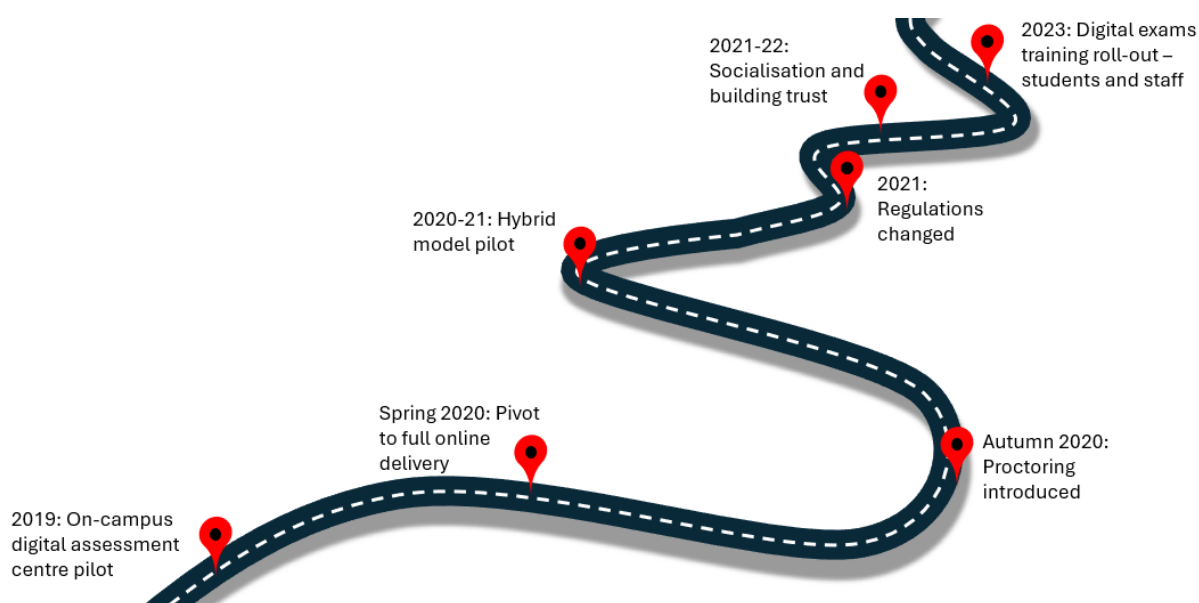 2019: On-campus
digital assessment
centre pilot
Spring 2020: Pivot
to full online
delivery
Autumn 2020:
Proctoring
introduced
2020-21: Hybrid
model pilot
2021:
Regulations
changed
2021-22:
Socialisation and
building trust
2023: Digital exams
training roll-out –
students and staff